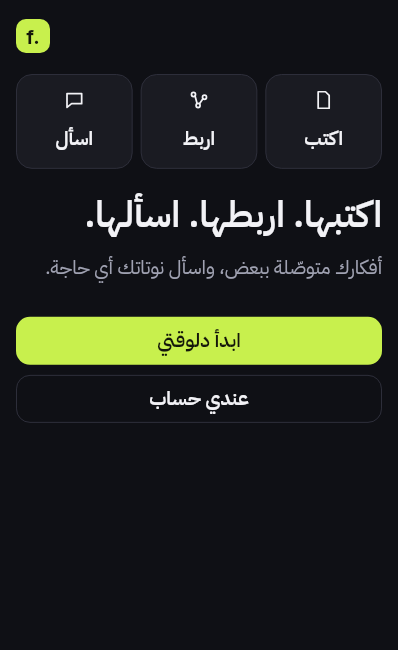 f.
اكتب
اربط
اسأل
اكتبها. اربطها. اسألها.
أفكارك متوصّلة ببعض، واسأل نوتاتك أي حاجة.
ابدأ دلوقتي
عندي حساب